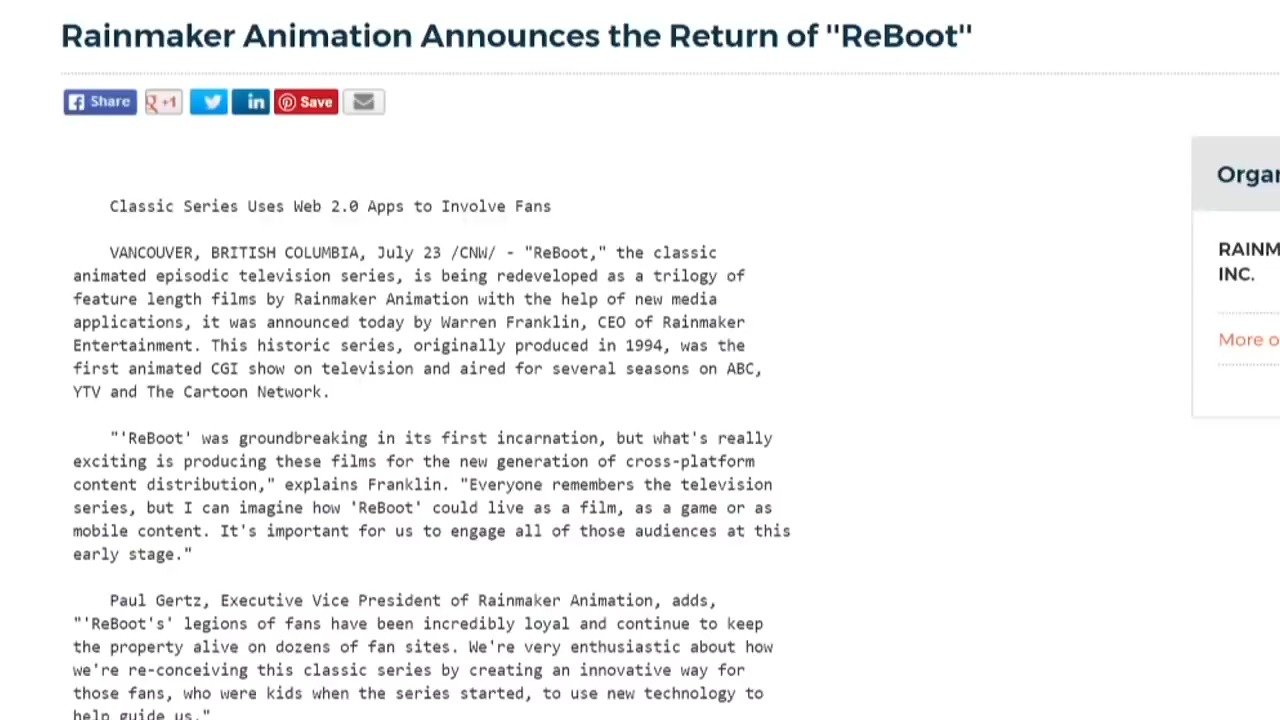 Rainmaker Animation Announces the Return of "ReBoot"
Share +1 in Save
Classic Series Uses Web 2.0 Apps to Involve Fans
VANCOUVER, BRITISH COLUMBIA, July 23 /CNW/ - "ReBoot," the classic
animated episodic television series, is being redeveloped as a trilogy of
feature length films by Rainmaker Animation with the help of new media
applications, it was announced today by Warren Franklin, CEO of Rainmaker
Entertainment. This historic series, originally produced in 1994, was the
first animated CGI show on television and aired for several seasons on ABC,
YTV and The Cartoon Network.
"'ReBoot' was groundbreaking in its first incarnation, but what's really
exciting is producing these films for the new generation of cross-platform
content distribution," explains Franklin. "Everyone remembers the television
series, but I can imagine how 'ReBoot' could live as a film, as a game or as
mobile content. It's important for us to engage all of those audiences at this
early stage."
Paul Gertz, Executive Vice President of Rainmaker Animation, adds,
"'ReBoot's' legions of fans have been incredibly loyal and continue to keep
the property alive on dozens of fan sites. We're very enthusiastic about how
we're re-conceiving this classic series by creating an innovative way for
those fans, who were kids when the series started, to use new technology to
help guide us."
Organ
RAINM
INC.
More o